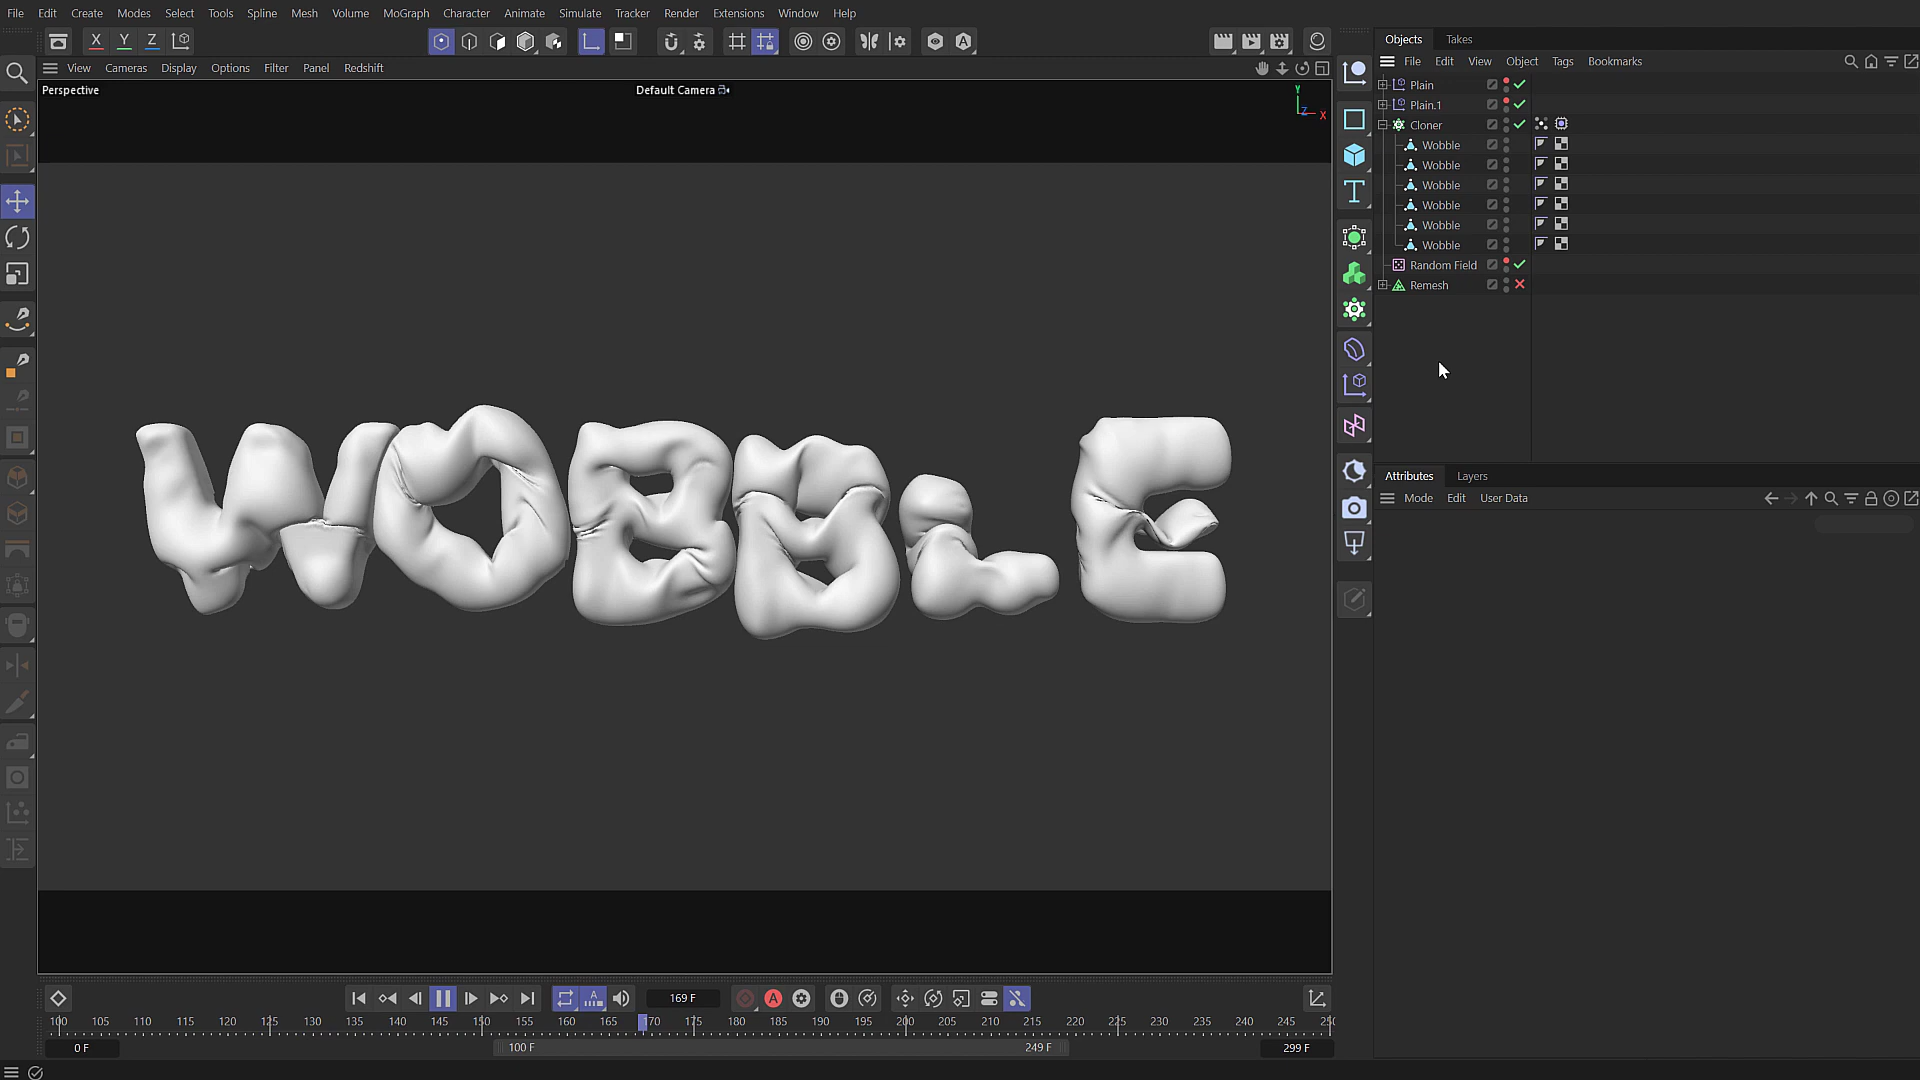 File Edit Create Modes Select Tools Spline Mesh Volume MoGraph Character Animate Simulate Tracker Render Extensions Window Help
X Y Z
Objects Takes
File Edit View Object Tags Bookmarks
View Cameras Display Options Filter Panel Redshift
Perspective
Default Camera
Y
Z
X
Plain
Plain.1
Cloner
Wobble
Wobble
Wobble
Wobble
Wobble
Wobble
Random Field
Remesh
WOBBLE
Attributes Layers
Mode Edit User Data
169 F
100 105 110 115 120 125 130 135 140 145 150 155 160 165 170 175 180 185 190 195 200 205 210 215 220 225 230 235 240 245
0 F
100 F
249 F
299 F